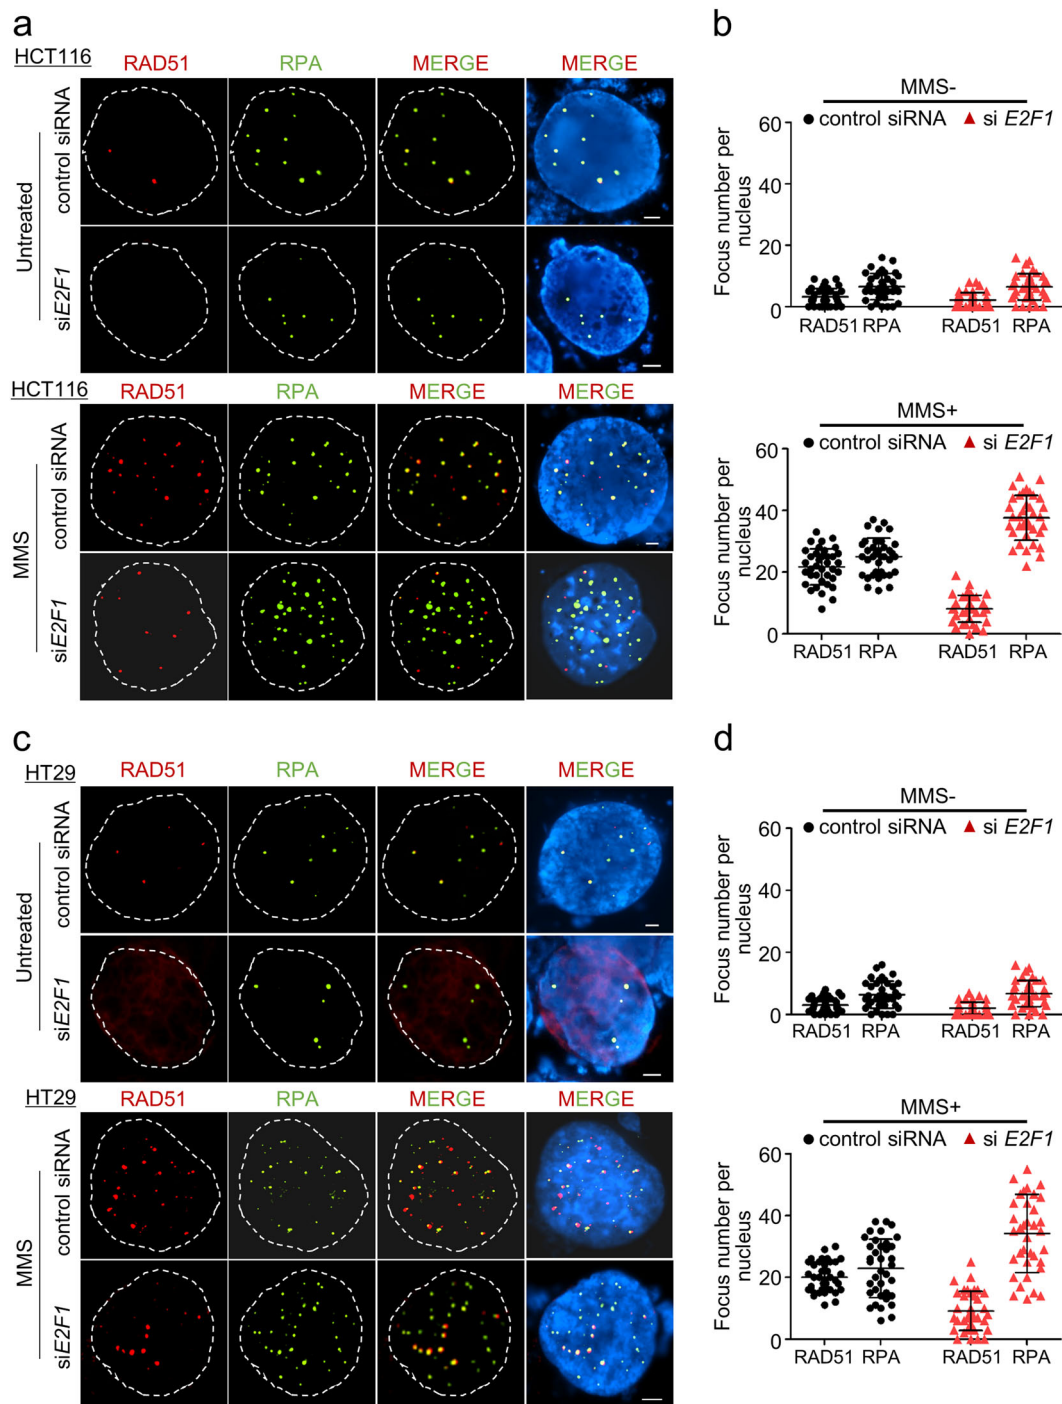 a
HCT116
RAD51 RPA MERGE MERGE
Untreated
control siRNA
siE2F1
HCT116
RAD51 RPA MERGE MERGE
MMS
control siRNA
siE2F1
b
MMS-
control siRNA si E2F1
Focus number per
nucleus
60
40
20
0
RAD51 RPA RAD51 RPA
MMS+
control siRNA si E2F1
Focus number per
nucleus
60
40
20
0
RAD51 RPA RAD51 RPA
c
HT29
RAD51 RPA MERGE MERGE
Untreated
control siRNA
siE2F1
HT29
RAD51 RPA MERGE MERGE
MMS
control siRNA
siE2F1
d
MMS-
control siRNA si E2F1
Focus number per
nucleus
60
40
20
0
RAD51 RPA RAD51 RPA
MMS+
control siRNA si E2F1
Focus number per
nucleus
60
40
20
0
RAD51 RPA RAD51 RPA